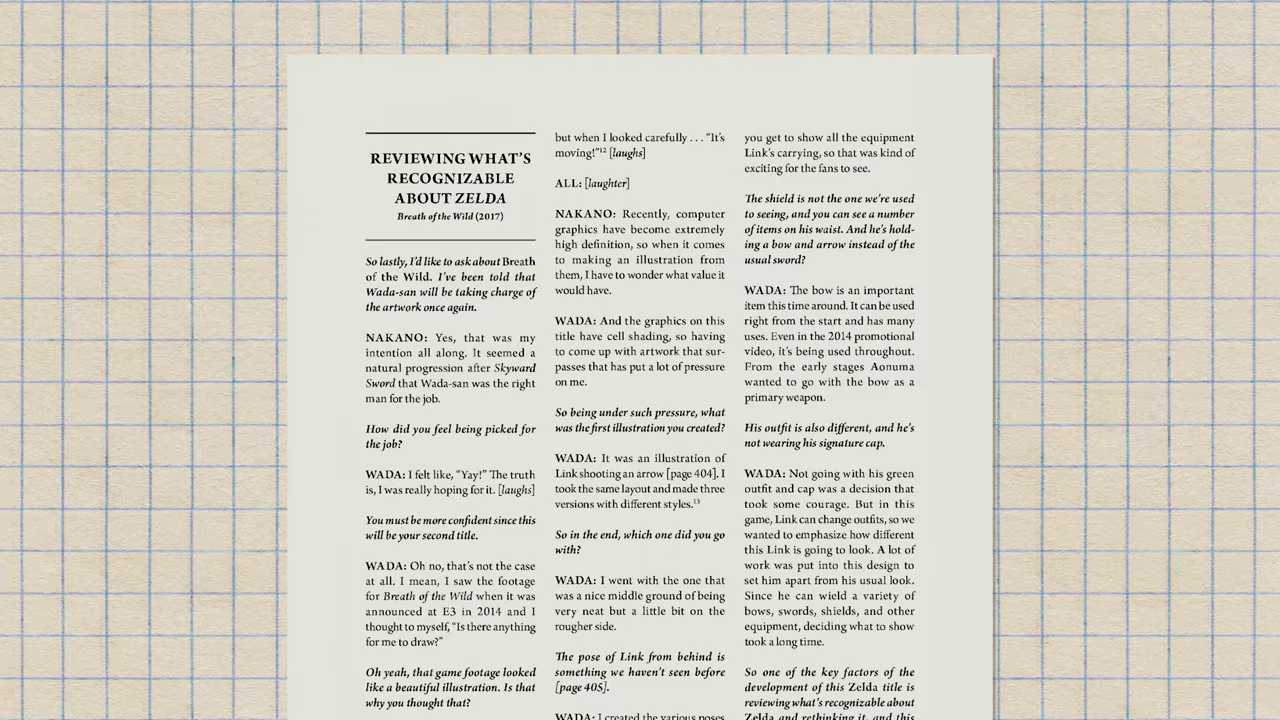 REVIEWING WHAT'S
RECOGNIZABLE
ABOUT ZELDA
Breath of the Wild (2017)
So lastly, I'd like to ask about Breath
of the Wild. I've been told that
Wada-san will be taking charge of
the artwork once again.
NAKANO: Yes, that was my
intention all along. It seemed a
natural progression after Skyward
Sword that Wada-san was the right
man for the job.
How did you feel being picked for
the job?
WADA: I felt like, "Yay!" The truth
is, I was really hoping for it. [laughs]
You must be more confident since this
will be your second title.
WADA: Oh no, that's not the case
at all. I mean, I saw the footage
for Breath of the Wild when it was
announced at E3 in 2014 and I
thought to myself, "Is there anything
for me to draw?"
Oh yeah, that game footage looked
like a beautiful illustration. Is that
why you thought that?
but when I looked carefully . . . "It's
moving!"¹² [laughs]
ALL: [laughter]
NAKANO: Recently, computer
graphics have become extremely
high definition, so when it comes
to making an illustration from
them, I have to wonder what value it
would have.
WADA: And the graphics on this
title have cell shading, so having
to come up with artwork that sur-
passes that has put a lot of pressure
on me.
So being under such pressure, what
was the first illustration you created?
WADA: It was an illustration of
Link shooting an arrow [page 404]. I
took the same layout and made three
versions with different styles.¹³
So in the end, which one did you go
with?
WADA: I went with the one that
was a nice middle ground of being
very neat but a little bit on the
rougher side.
The pose of Link from behind is
something we haven't seen before
[page 405].
WADA: I created the various poses
you get to show all the equipment
Link's carrying, so that was kind of
exciting for the fans to see.
The shield is not the one we're used
to seeing, and you can see a number
of items on his waist. And he's hold-
ing a bow and arrow instead of the
usual sword?
WADA: The bow is an important
item this time around. It can be used
right from the start and has many
uses. Even in the 2014 promotional
video, it's being used throughout.
From the early stages Aonuma
wanted to go with the bow as a
primary weapon.
His outfit is also different, and he's
not wearing his signature cap.
WADA: Not going with his green
outfit and cap was a decision that
took some courage. But in this
game, Link can change outfits, so we
wanted to emphasize how different
this Link is going to look. A lot of
work was put into this design to
set him apart from his usual look.
Since he can wield a variety of
bows, swords, shields, and other
equipment, deciding what to show
took a long time.
So one of the key factors of the
development of this Zelda title is
reviewing what's recognizable about
Zelda and rethinking it, and this